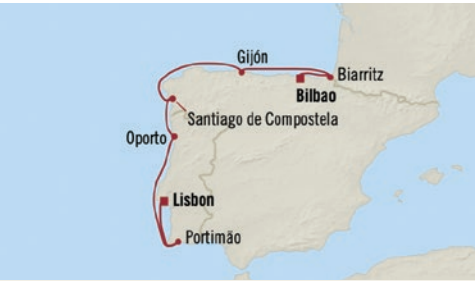 Gijón
Biarritz
Bilbao
Santiago de Compostela
Oporto
Lisbon
Portimão